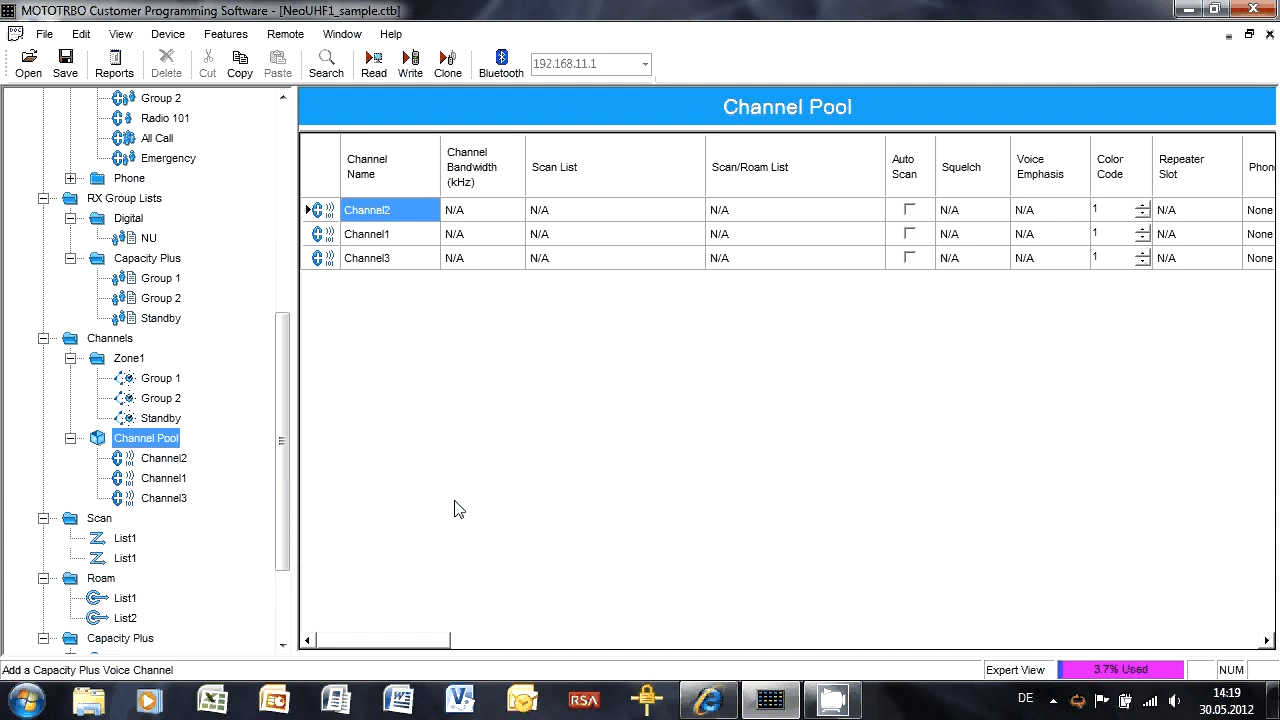 MOTOTRBO Customer Programming Software - [NeoUHF1_sample.ctb]
File Edit View Device Features Remote Window Help
Open Save Reports Delete Cut Copy Paste Search Read Write Clone Bluetooth 192.168.11.1
Group 2
Radio 101
All Call
Emergency
Phone
RX Group Lists
Digital
NU
Capacity Plus
Group 1
Group 2
Standby
Channels
Zone1
Group 1
Group 2
Standby
Channel Pool
Channel2
Channel1
Channel3
Scan
List1
List1
Roam
List1
List2
Capacity Plus
Channel Pool
Channel Name Channel Bandwidth (kHz) Scan List Scan/Roam List Auto Scan Squelch Voice Emphasis Color Code Repeater Slot Phon
Channel2 N/A N/A N/A N/A N/A 1 N/A None
Channel1 N/A N/A N/A N/A N/A 1 N/A None
Channel3 N/A N/A N/A N/A N/A 1 N/A None
Add a Capacity Plus Voice Channel Expert View 3.7% Used NUM
RSA DE 14:19
30.05.2012